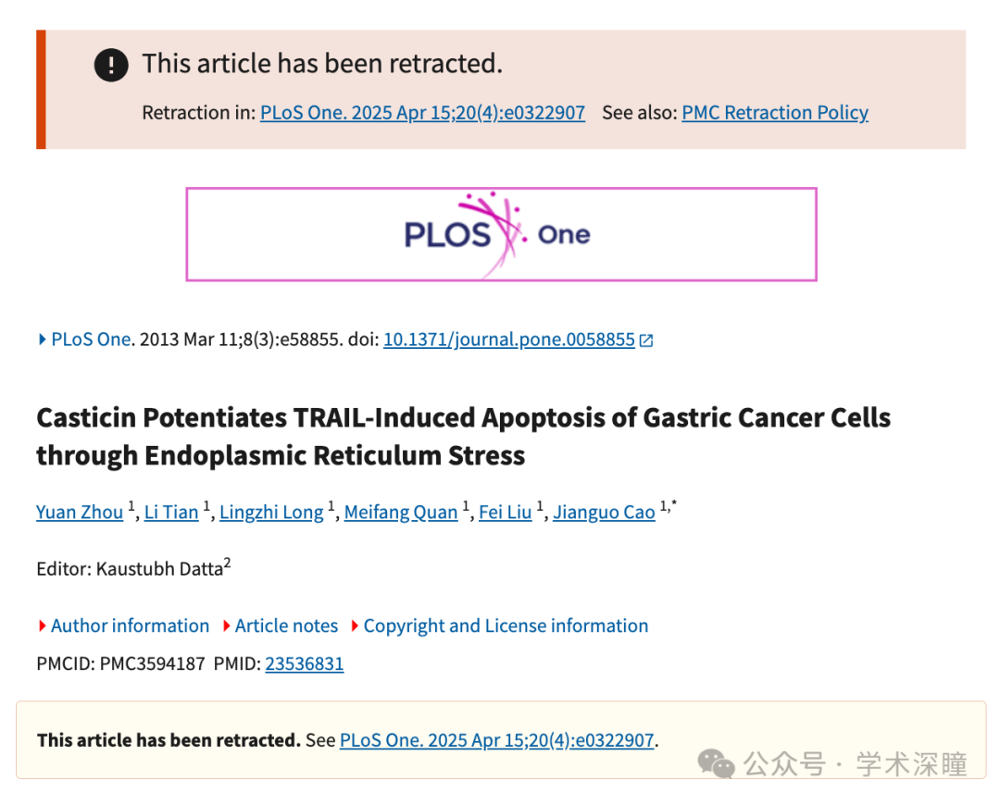 This article has been retracted.
Retraction in: PLoS One. 2025 Apr 15;20(4):e0322907 See also: PMC Retraction Policy
PLOS One
PLoS One. 2013 Mar 11;8(3):e58855. doi: 10.1371/journal.pone.0058855
Casticin Potentiates TRAIL-Induced Apoptosis of Gastric Cancer Cells
through Endoplasmic Reticulum Stress
Yuan Zhou 1, Li Tian 1, Lingzhi Long 1, Meifang Quan 1, Fei Liu 1, Jianguo Cao 1,*
Editor: Kaustubh Datta2
Author information Article notes Copyright and License information
PMCID: PMC3594187 PMID: 23536831
This article has been retracted. See PLoS One. 2025 Apr 15;20(4):e0322907.
公众号 · 学术深瞳